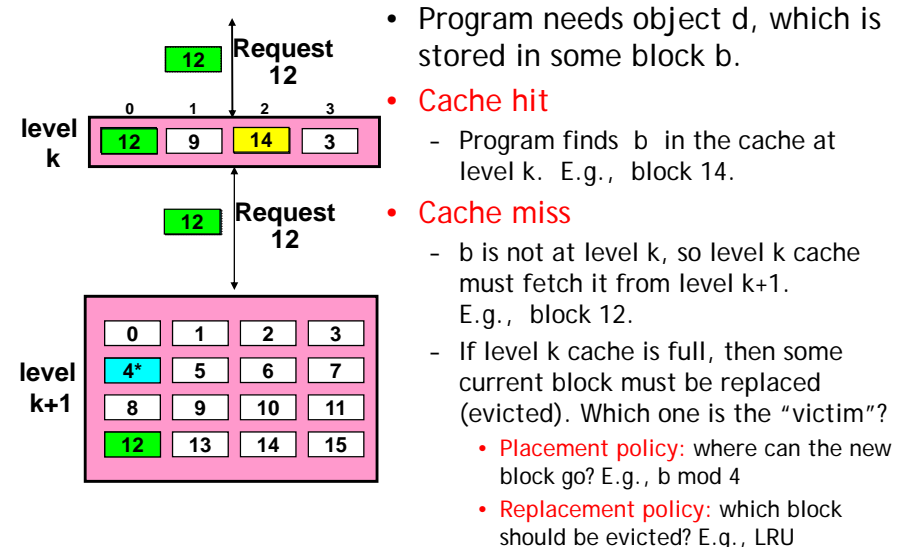 12
Request
12
0 1 2 3
level
k
12 9 14 3
12
Request
12
level
k+1
0 1 2 3
4* 5 6 7
8 9 10 11
12 13 14 15
• Program needs object d, which is
stored in some block b.
• Cache hit
– Program finds b in the cache at
level k. E.g., block 14.
• Cache miss
– b is not at level k, so level k cache
must fetch it from level k+1.
E.g., block 12.
– If level k cache is full, then some
current block must be replaced
(evicted). Which one is the “victim”?
• Placement policy: where can the new
block go? E.g., b mod 4
• Replacement policy: which block
should be evicted? E.g., LRU